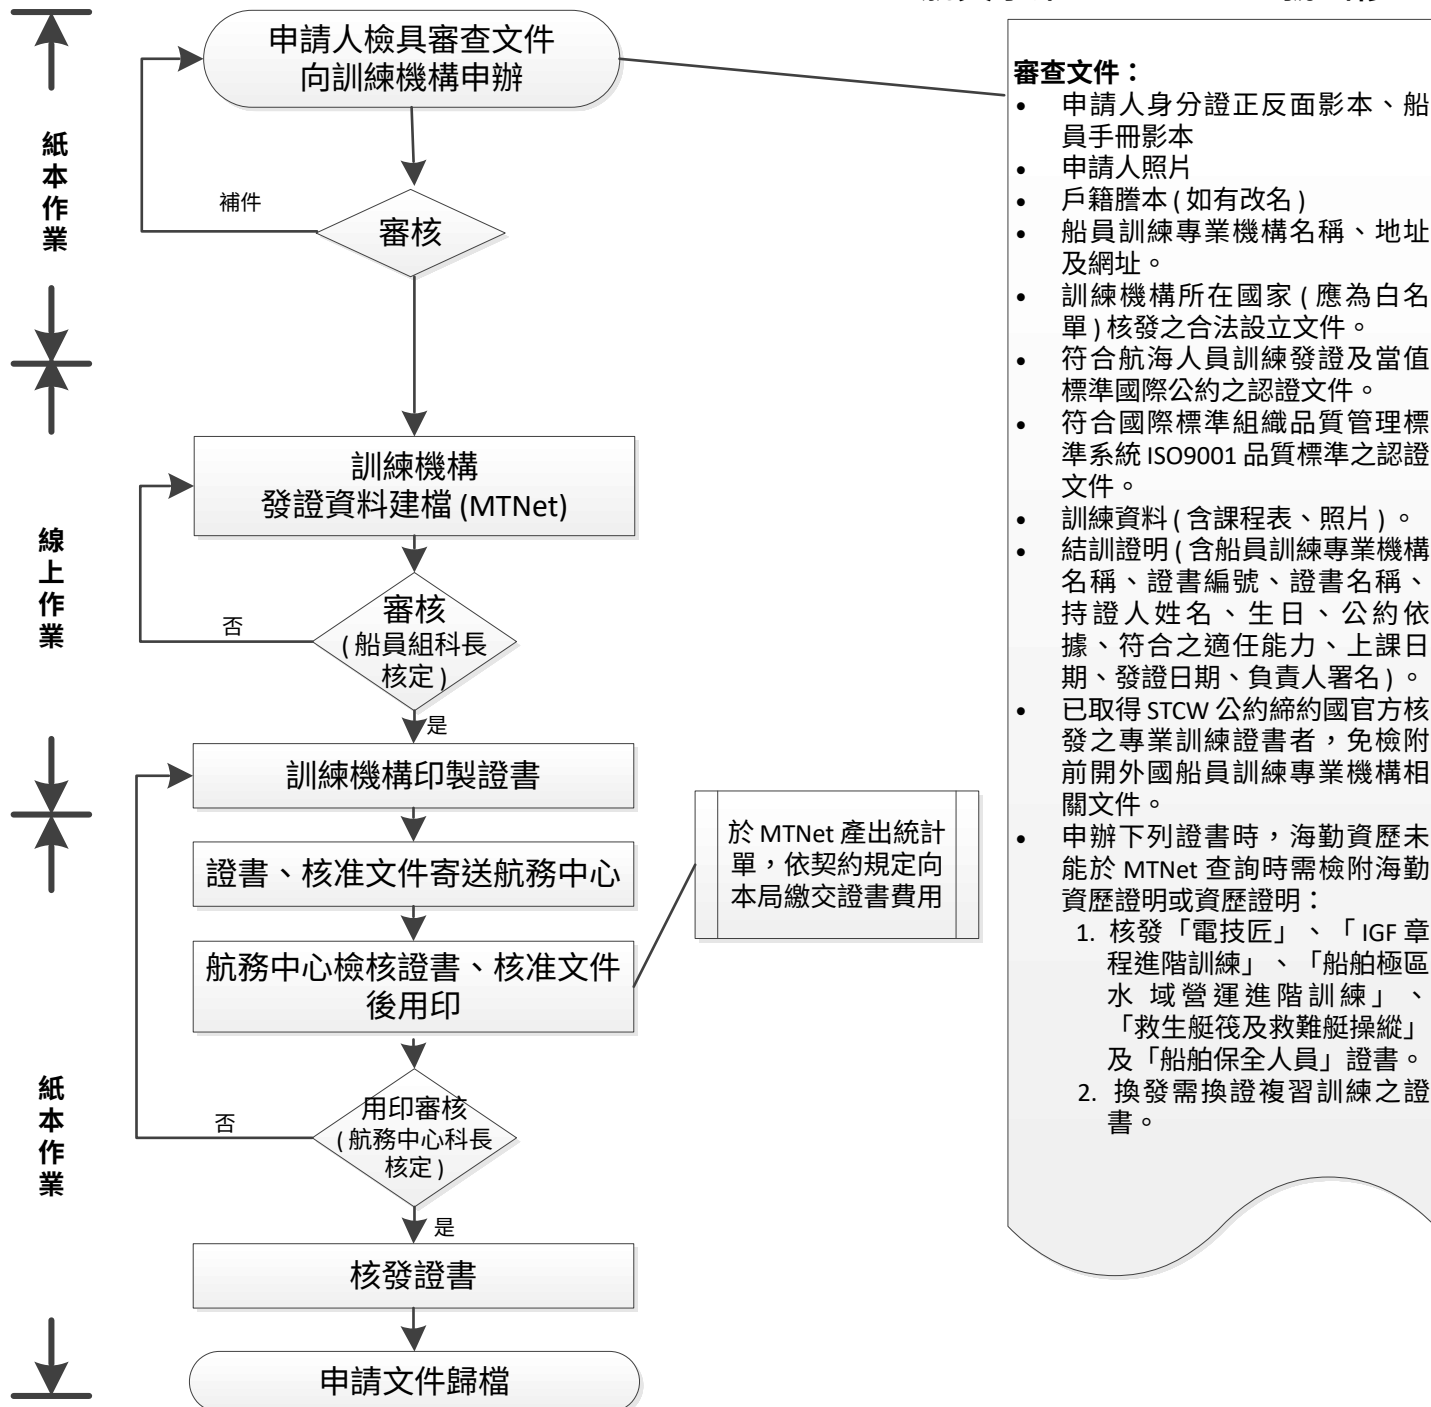 申請人檢具審查文件
向訓練機構申辦
補件
審核
紙本作業
訓練機構
發證資料建檔 (MTNet)
審核
(船員組科長
核定)
否
是
線上作業
訓練機構印製證書
證書、核准文件寄送航務中心
航務中心檢核證書、核准文件
後用印
於 MTNet 產出統計
單，依契約規定向
本局繳交證書費用
用印審核
(航務中心科長
核定)
否
是
核發證書
申請文件歸檔
紙本作業
審查文件：
• 申請人身分證正反面影本、船
員手冊影本
• 申請人照片
• 戶籍謄本(如有改名)
• 船員訓練專業機構名稱、地址
及網址。
• 訓練機構所在國家(應為白名
單)核發之合法設立文件。
• 符合航海人員訓練發證及當值
標準國際公約之認證文件。
• 符合國際標準組織品質管理標
準系統 ISO9001 品質標準之認證
文件。
• 訓練資料(含課程表、照片)。
• 結訓證明(含船員訓練專業機構
名稱、證書編號、證書名稱、
持證人姓名、生日、公約依
據、符合之適任能力、上課日
期、發證日期、負責人署名)。
• 已取得 STCW 公約締約國官方核
發之專業訓練證書者，免檢附
前開外國船員訓練專業機構相
關文件。
• 申辦下列證書時，海勤資歷未
能於 MTNet 查詢時需檢附海勤
資歷證明或資歷證明：
1. 核發「電技匠」、「IGF 章
程進階訓練」、「船舶極區
水 域營運進階訓練」、
「救生艇筏及救難艇操縱」
及「船舶保全人員」證書。
2. 換發需換證複習訓練之證
書。